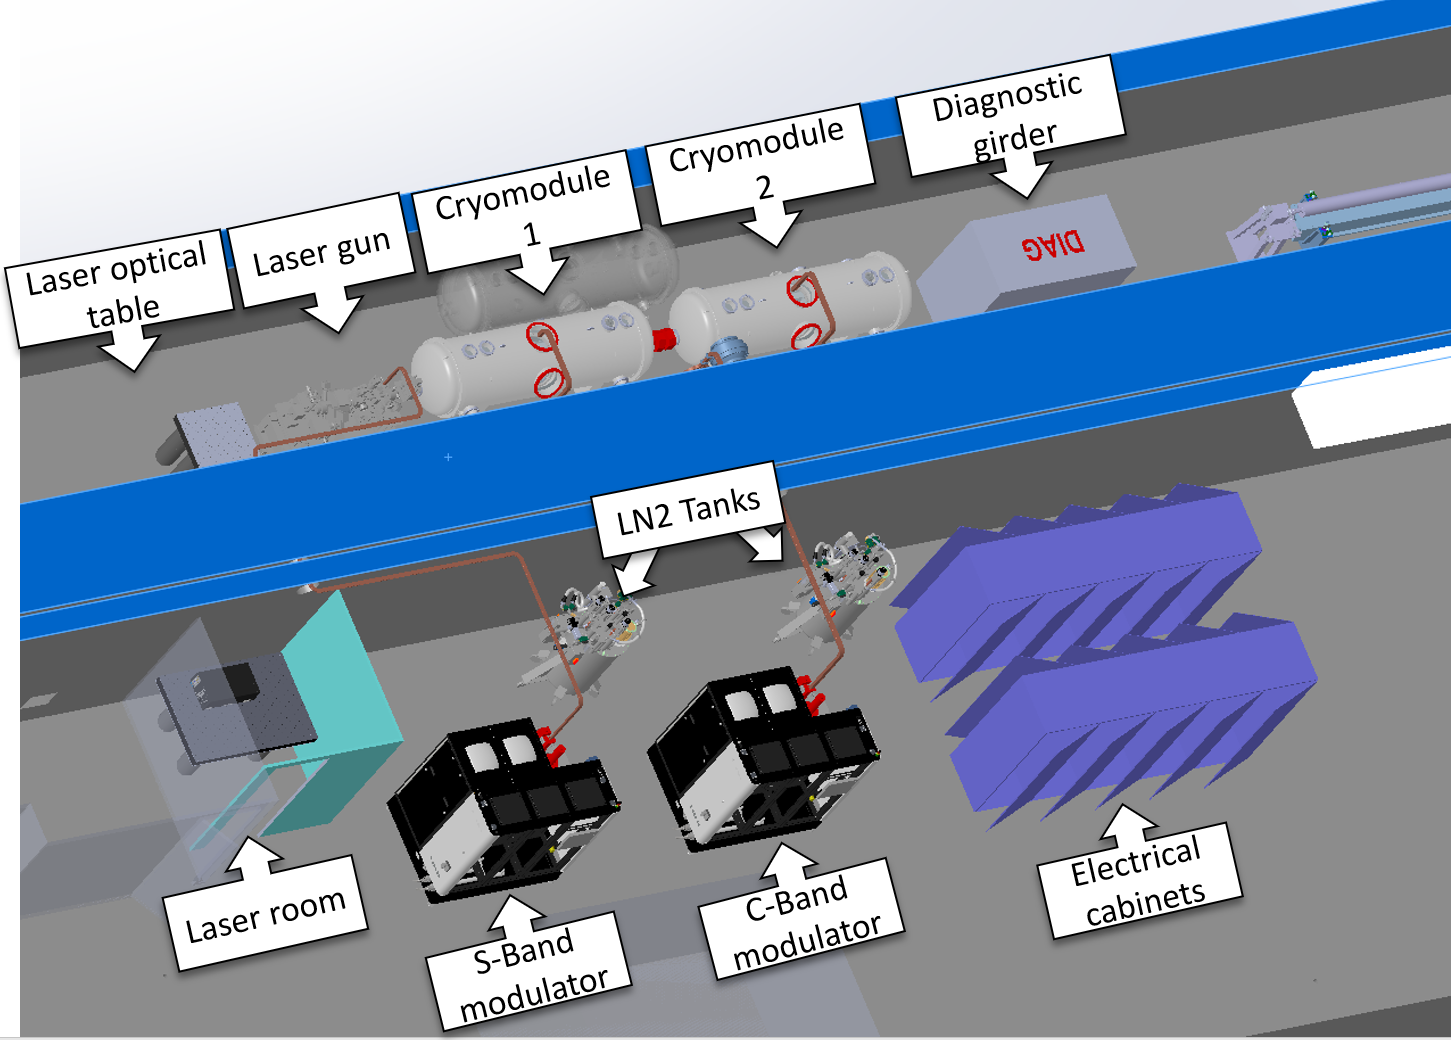 Diagnostic
girder
Cryomodule
2
Cryomodule
1
Laser gun
Laser optical
table
DIAG
LN2 Tanks
Electrical
cabinets
C-Band
modulator
Laser room
S-Band
modulator